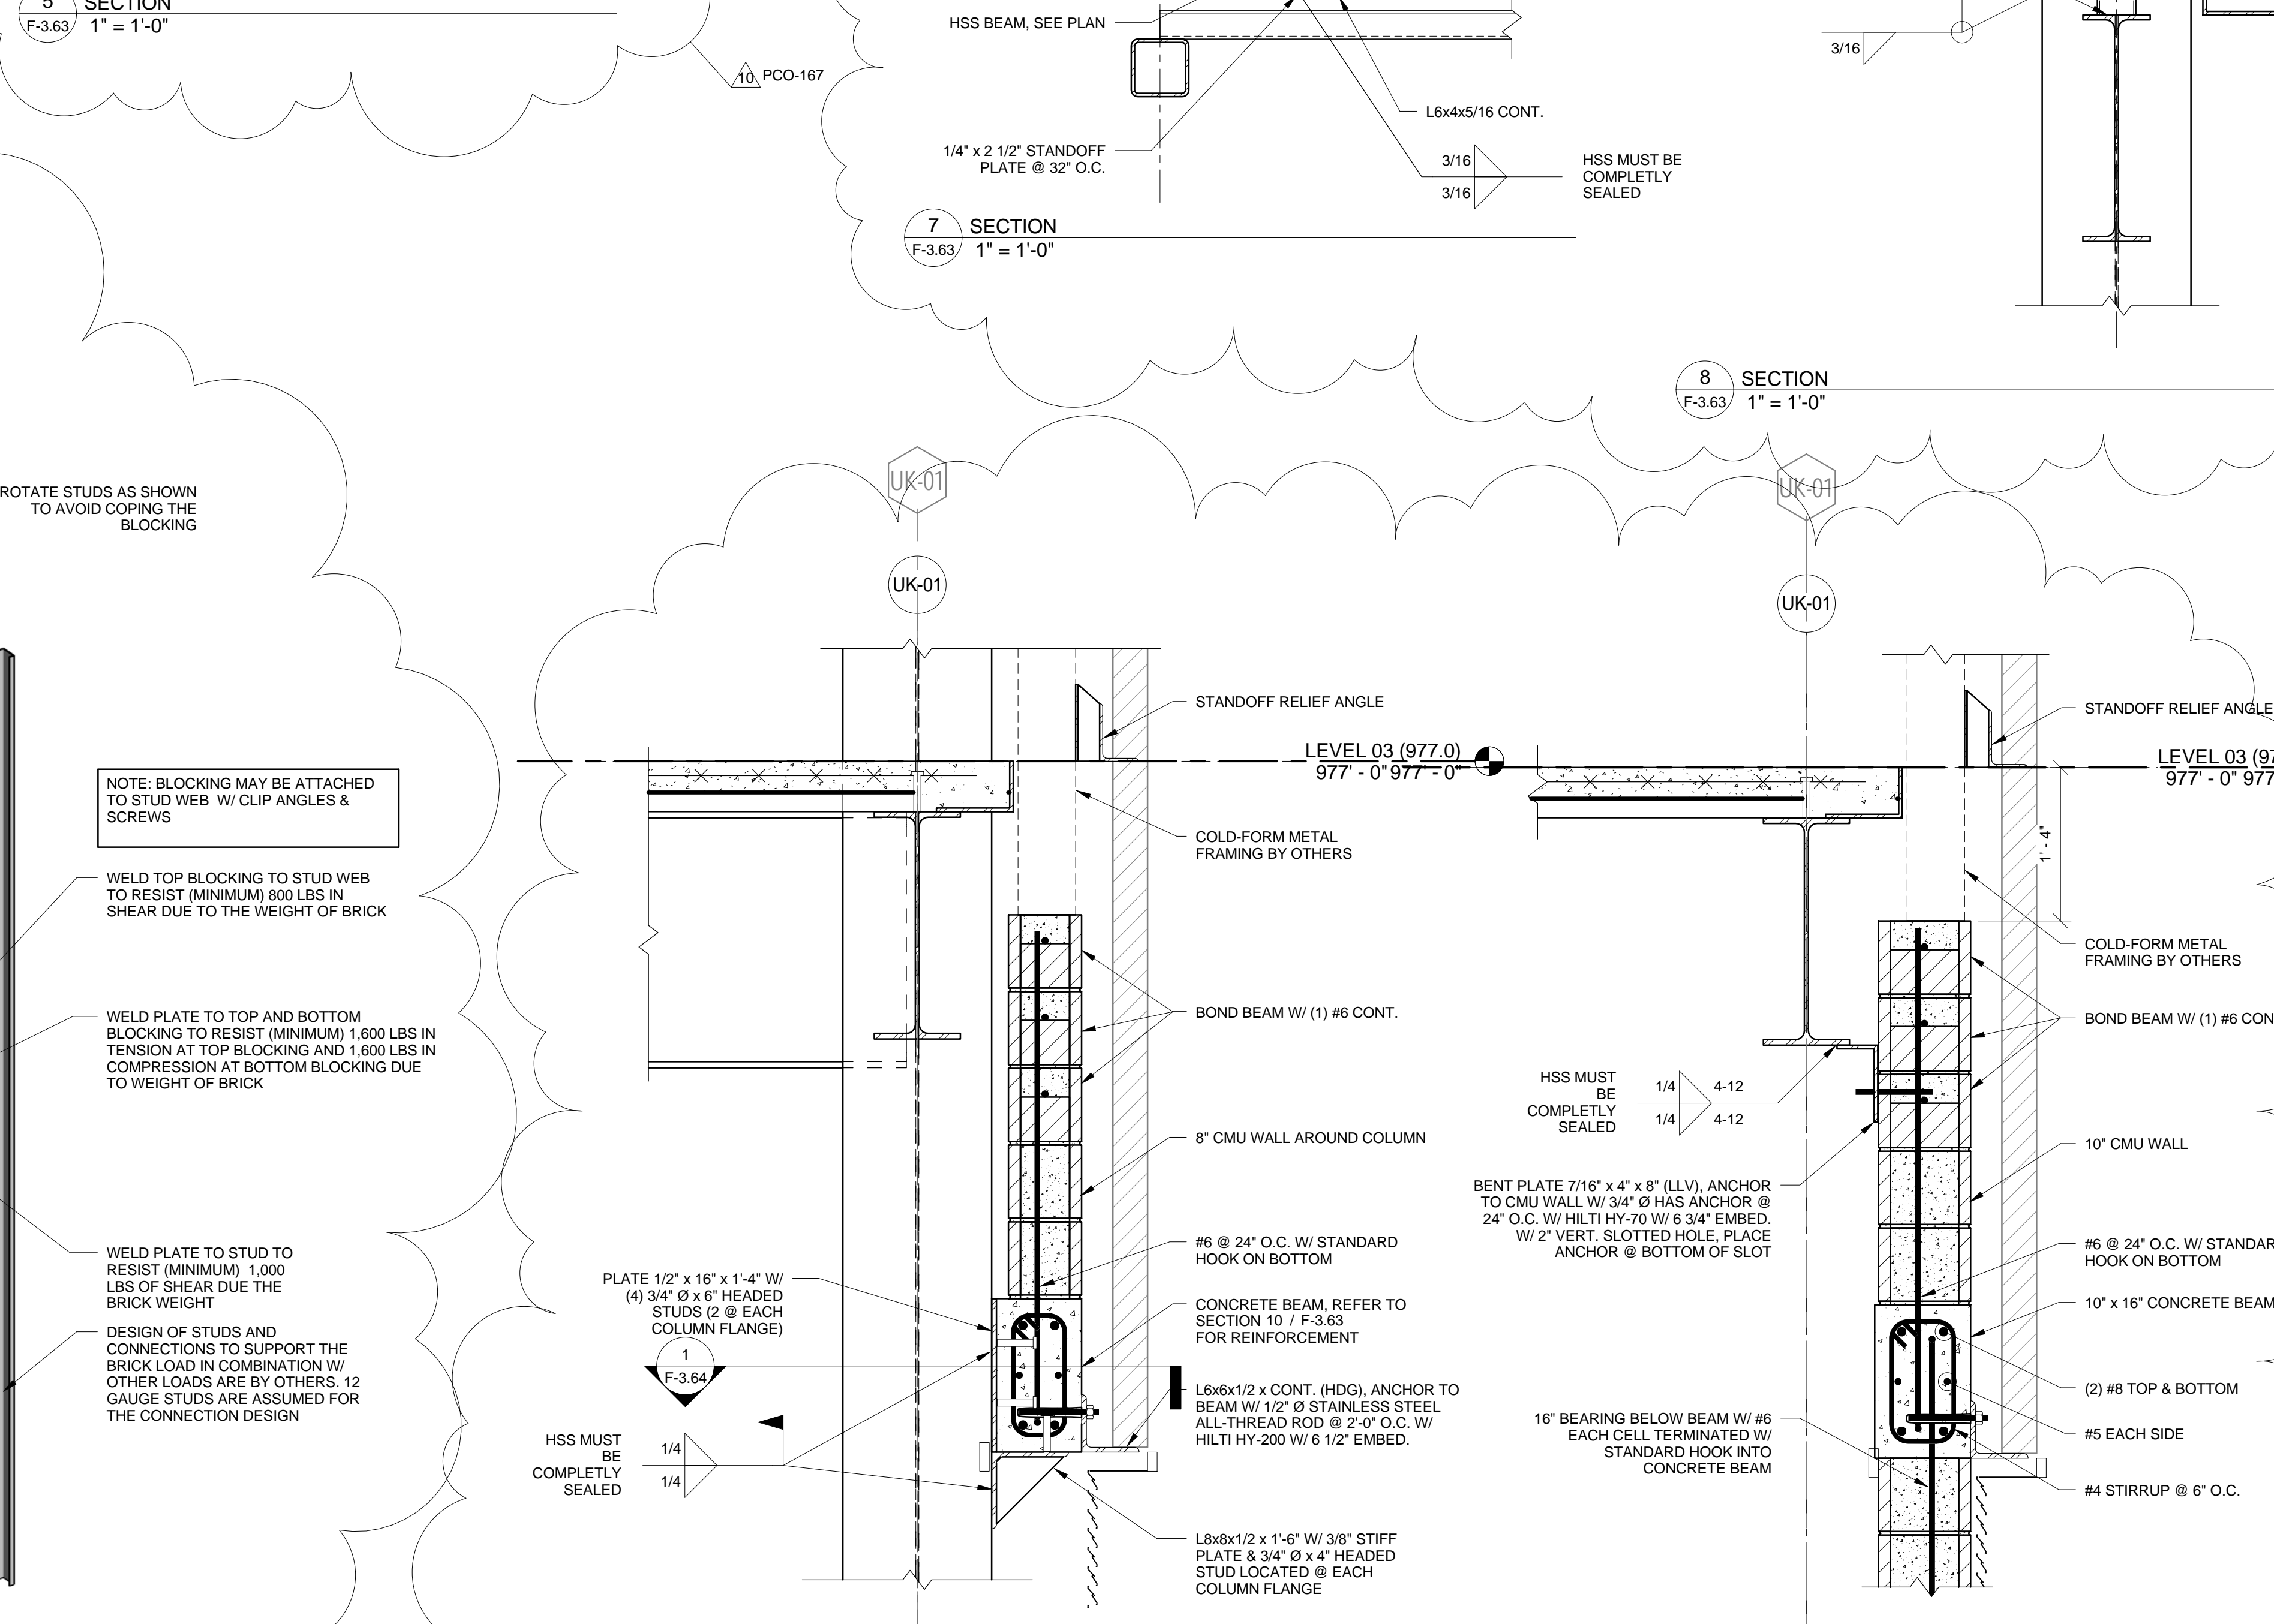 5
SECTION
F-3.63
1" = 1'-0"
10
PCO-167
HSS BEAM, SEE PLAN
L6x4x5/16 CONT.
1/4" x 2 1/2" STANDOFF
PLATE @ 32" O.C.
3/16
3/16
HSS MUST BE
COMPLETLY
SEALED
7
SECTION
F-3.63
1" = 1'-0"
3/16
8
SECTION
F-3.63
1" = 1'-0"
ROTATE STUDS AS SHOWN
TO AVOID COPING THE
BLOCKING
NOTE: BLOCKING MAY BE ATTACHED
TO STUD WEB W/ CLIP ANGLES &
SCREWS
WELD TOP BLOCKING TO STUD WEB
TO RESIST (MINIMUM) 800 LBS IN
SHEAR DUE TO THE WEIGHT OF BRICK
WELD PLATE TO TOP AND BOTTOM
BLOCKING TO RESIST (MINIMUM) 1,600 LBS IN
TENSION AT TOP BLOCKING AND 1,600 LBS IN
COMPRESSION AT BOTTOM BLOCKING DUE
TO WEIGHT OF BRICK
WELD PLATE TO STUD TO
RESIST (MINIMUM) 1,000
LBS OF SHEAR DUE THE
BRICK WEIGHT
DESIGN OF STUDS AND
CONNECTIONS TO SUPPORT THE
BRICK LOAD IN COMBINATION W/
OTHER LOADS ARE BY OTHERS. 12
GAUGE STUDS ARE ASSUMED FOR
THE CONNECTION DESIGN
UK-01
UK-01
STANDOFF RELIEF ANGLE
LEVEL 03 (977.0)
977' - 0" 977' - 0"
COLD-FORM METAL
FRAMING BY OTHERS
BOND BEAM W/ (1) #6 CONT.
8" CMU WALL AROUND COLUMN
#6 @ 24" O.C. W/ STANDARD
HOOK ON BOTTOM
CONCRETE BEAM, REFER TO
SECTION 10 / F-3.63
FOR REINFORCEMENT
L6x6x1/2 x CONT. (HDG), ANCHOR TO
BEAM W/ 1/2" Ø STAINLESS STEEL
ALL-THREAD ROD @ 2'-0" O.C. W/
HILTI HY-200 W/ 6 1/2" EMBED.
L8x8x1/2 x 1'-6" W/ 3/8" STIFF
PLATE & 3/4" Ø x 4" HEADED
STUD LOCATED @ EACH
COLUMN FLANGE
PLATE 1/2" x 16" x 1'-4" W/
(4) 3/4" Ø x 6" HEADED
STUDS (2 @ EACH
COLUMN FLANGE)
1
F-3.64
HSS MUST
BE
COMPLETLY
SEALED
1/4
1/4
UK-01
UK-01
STANDOFF RELIEF ANGLE
LEVEL 03 (97
977' - 0" 977
1' - 4"
COLD-FORM METAL
FRAMING BY OTHERS
BOND BEAM W/ (1) #6 CON
10" CMU WALL
#6 @ 24" O.C. W/ STANDAR
HOOK ON BOTTOM
10" x 16" CONCRETE BEAM
(2) #8 TOP & BOTTOM
#5 EACH SIDE
#4 STIRRUP @ 6" O.C.
HSS MUST
BE
COMPLETLY
SEALED
1/4 4-12
1/4 4-12
BENT PLATE 7/16" x 4" x 8" (LLV), ANCHOR
TO CMU WALL W/ 3/4" Ø HAS ANCHOR @
24" O.C. W/ HILTI HY-70 W/ 6 3/4" EMBED.
W/ 2" VERT. SLOTTED HOLE, PLACE
ANCHOR @ BOTTOM OF SLOT
16" BEARING BELOW BEAM W/ #6
EACH CELL TERMINATED W/
STANDARD HOOK INTO
CONCRETE BEAM